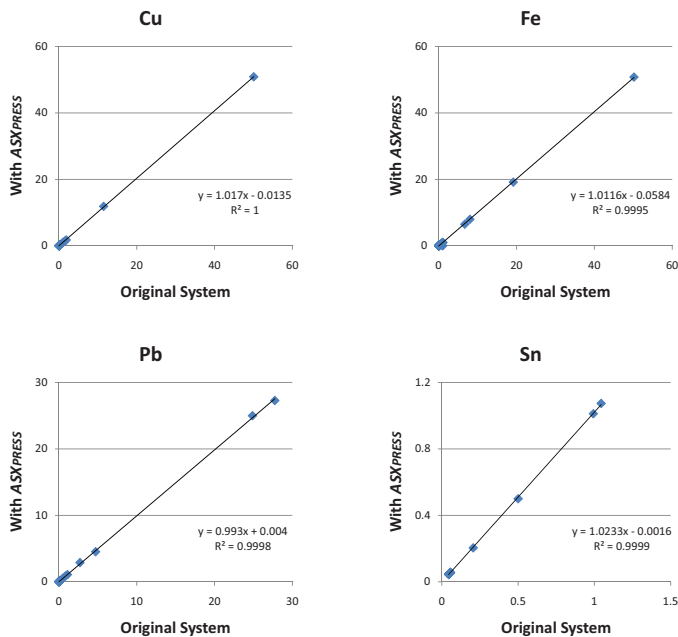 Cu
60
40
20
0
0 20 40 60
With ASXPRESS
y = 1.017x - 0.0135
R² = 1
Original System
Fe
60
40
20
0
0 20 40 60
With ASXPRESS
y = 1.0116x - 0.0584
R² = 0.9995
Original System
Pb
30
20
10
0
0 10 20 30
With ASXPRESS
y = 0.993x + 0.004
R² = 0.9998
Original System
Sn
1.2
0.8
0.4
0
0 0.5 1 1.5
With ASXPRESS
y = 1.0233x - 0.0016
R² = 0.9999
Original System